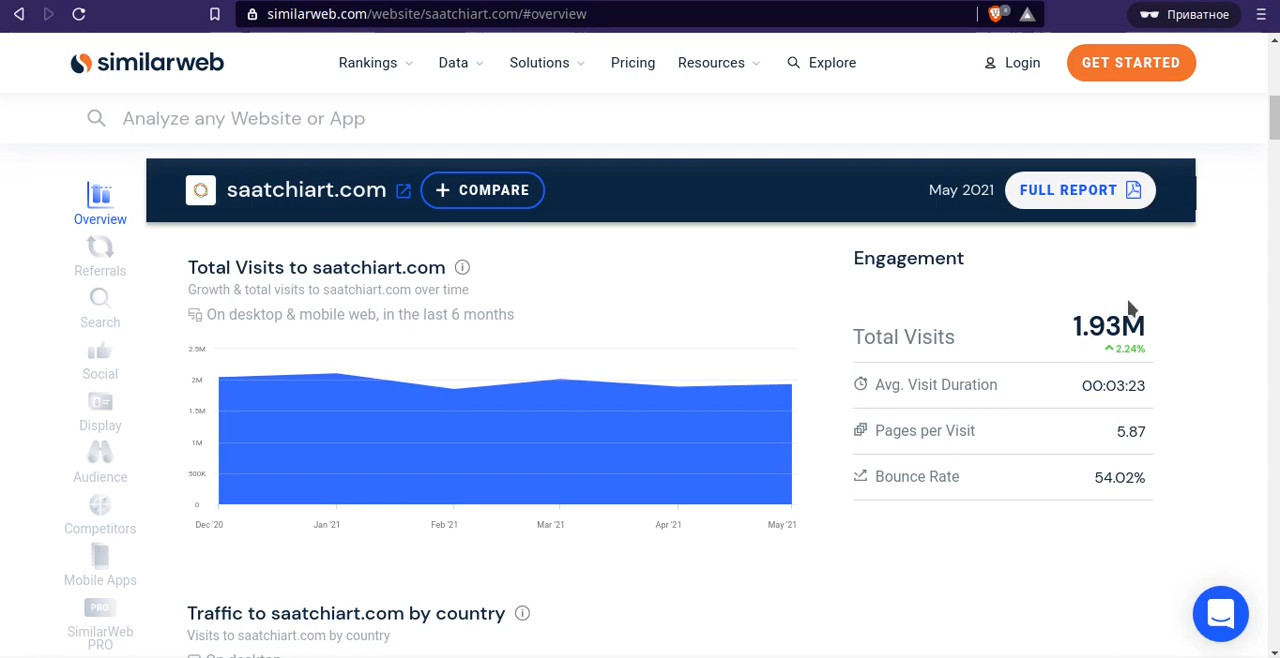 similarweb.com/website/saatchiart.com/#overview
Приватное
similarweb
Rankings Data Solutions Pricing Resources Explore Login GET STARTED
Analyze any Website or App
saatchiart.com + COMPARE May 2021 FULL REPORT
Overview
Referrals
Search
Social
Display
Audience
Competitors
Mobile Apps
PRO
SimilarWeb
PRO
Total Visits to saatchiart.com
Growth & total visits to saatchiart.com over time
On desktop & mobile web, in the last 6 months
2.5M
2M
1.5M
1M
500K
0
Dec '20 Jan '21 Feb '21 Mar '21 Apr '21 May '21
Engagement
Total Visits 1.93M
2.24%
Avg. Visit Duration 00:03:23
Pages per Visit 5.87
Bounce Rate 54.02%
Traffic to saatchiart.com by country
Visits to saatchiart.com by country
On desktop